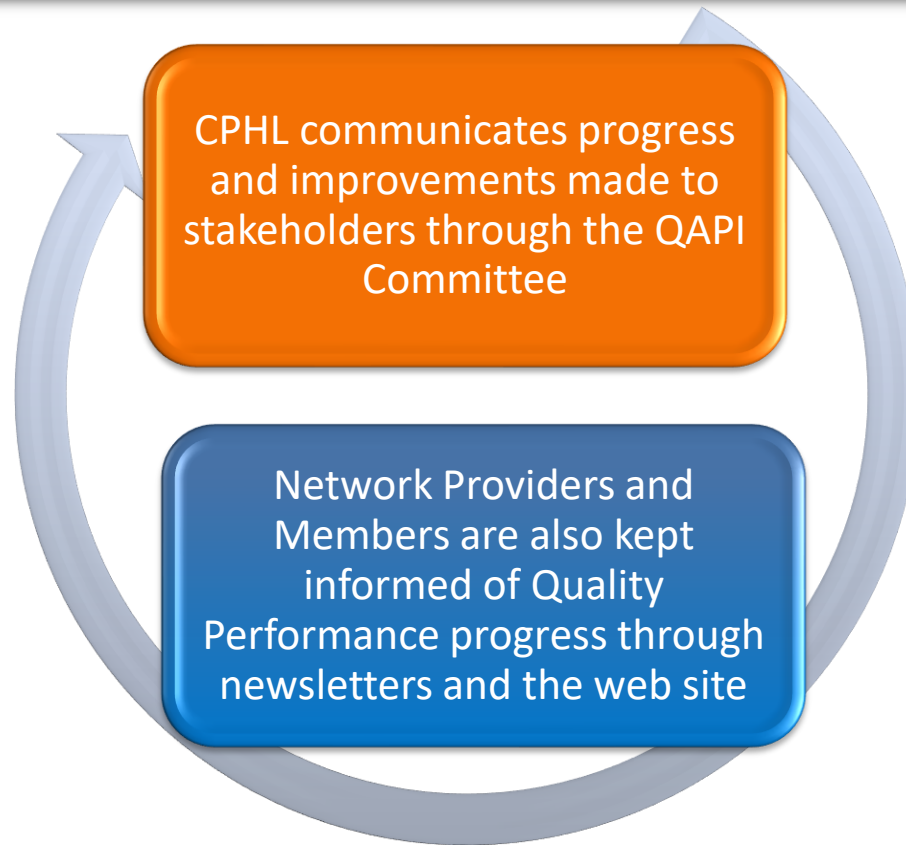 CPHL communicates progress
and improvements made to
stakeholders through the QAPI
Committee
Network Providers and
Members are also kept
informed of Quality
Performance progress through
newsletters and the web site